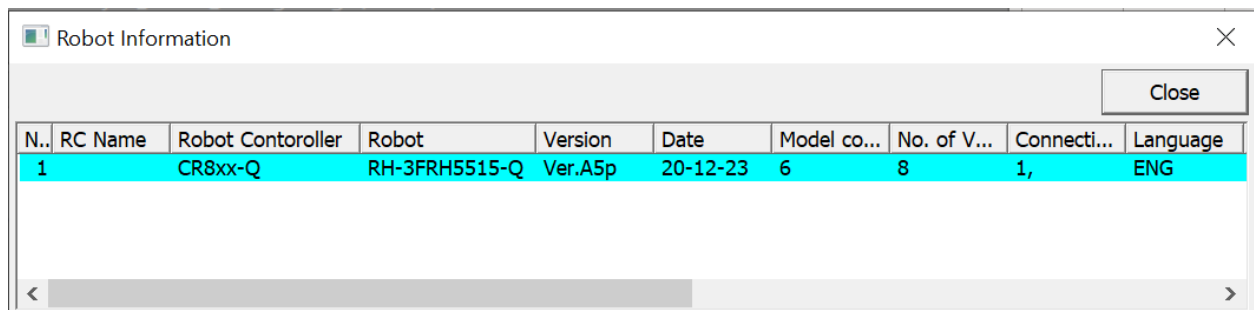 Robot Information
Close
N.. RC Name Robot Contoroller Robot Version Date Model co... No. of V... Connecti... Language
1 CR8xx-Q RH-3FRH5515-Q Ver.A5p 20-12-23 6 8 1, ENG